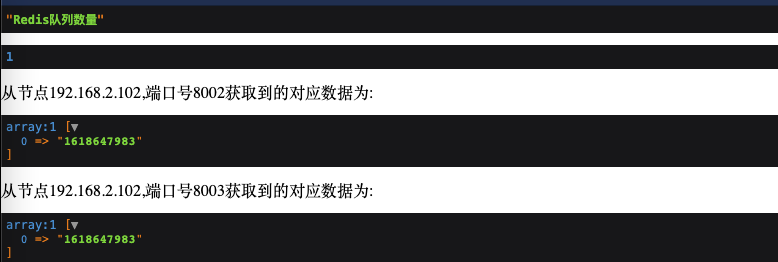 "Redis队列数量"
1
从节点192.168.2.102,端口号8002获取到的对应数据为:
array:1 [▼
  0 => "1618647983"
]
从节点192.168.2.102,端口号8003获取到的对应数据为:
array:1 [▼
  0 => "1618647983"
]